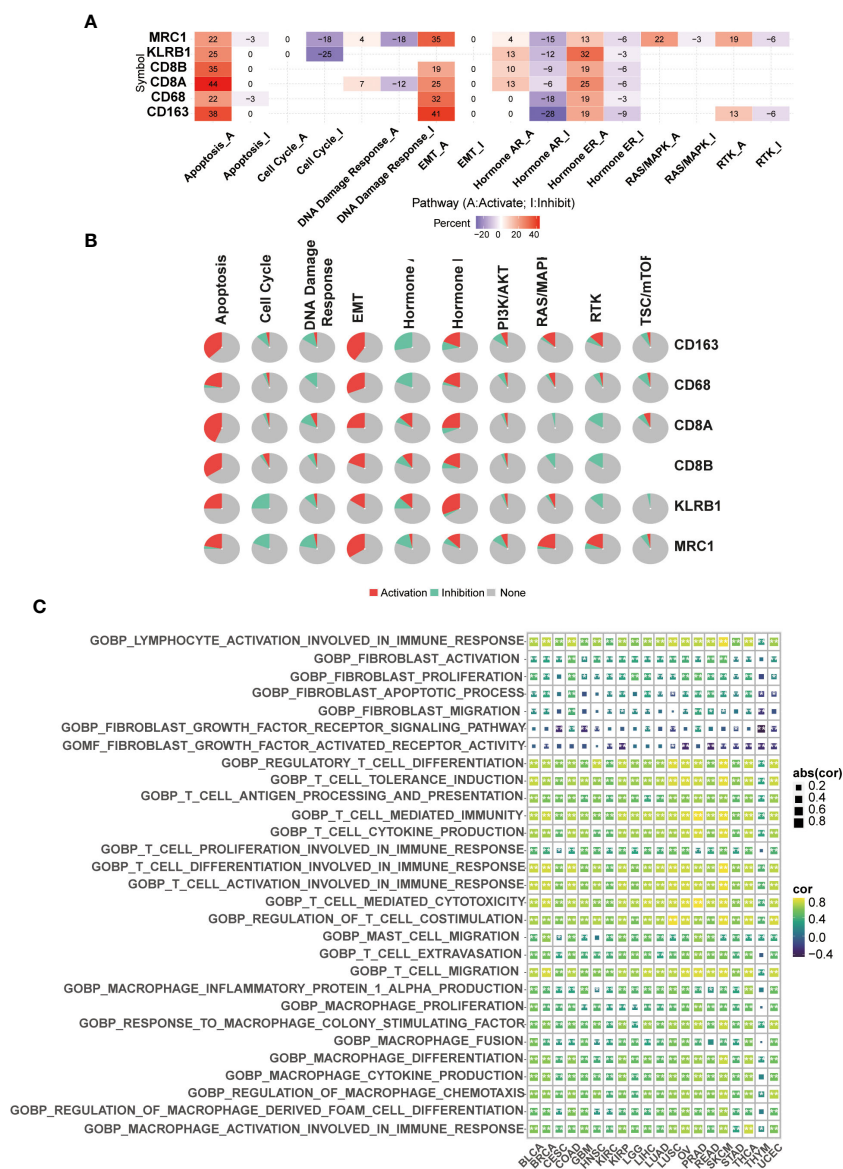 A
MRC1 22 −3 0 −18 4 −18 35 0 4 −15 13 −6 22 −3 19 −6
KLRB1 25 0 −25 13 −12 32 −3
CD8B 35 0 19 0 10 −9 19 −6
CD8A 44 0 7 −12 25 0 13 −6 25 −6
CD68 22 −3 32 0 0 −18 19 −3
CD163 38 0 41 0 0 −28 19 −9 13 −6
Symbol
Apoptosis_A
Apoptosis_I
Cell Cycle_A
Cell Cycle_I
DNA Damage Response_A
DNA Damage Response_I
EMT_A
EMT_I
Hormone AR_A
Hormone AR_I
Hormone ER_A
Hormone ER_I
RAS/MAPK_A
RAS/MAPK_I
RTK_A
RTK_I
Pathway (A:Activate; I:Inhibit)
Percent
−20 0 20 40
B
Apoptosis
Cell Cycle
DNA Damage
Response
EMT
Hormone
Hormone
PI3K/AKT
RAS/MAPI
RTK
TSC/mTOF
CD163
CD68
CD8A
CD8B
KLRB1
MRC1
Activation Inhibition None
C
GOBP_LYMPHOCYTE_ACTIVATION_INVOLVED_IN_IMMUNE_RESPONSE
GOBP_FIBROBLAST_ACTIVATION
GOBP_FIBROBLAST_PROLIFERATION
GOBP_FIBROBLAST_APOPTOTIC_PROCESS
GOBP_FIBROBLAST_MIGRATION
GOBP_FIBROBLAST_GROWTH_FACTOR_RECEPTOR_SIGNALING_PATHWAY
GOMF_FIBROBLAST_GROWTH_FACTOR_ACTIVATED_RECEPTOR_ACTIVITY
GOBP_REGULATORY_T_CELL_DIFFERENTIATION
GOBP_T_CELL_TOLERANCE_INDUCTION
GOBP_T_CELL_ANTIGEN_PROCESSING_AND_PRESENTATION
GOBP_T_CELL_MEDIATED_IMMUNITY
GOBP_T_CELL_CYTOKINE_PRODUCTION
GOBP_T_CELL_PROLIFERATION_INVOLVED_IN_IMMUNE_RESPONSE
GOBP_T_CELL_DIFFERENTIATION_INVOLVED_IN_IMMUNE_RESPONSE
GOBP_T_CELL_ACTIVATION_INVOLVED_IN_IMMUNE_RESPONSE
GOBP_T_CELL_MEDIATED_CYTOTOXICITY
GOBP_REGULATION_OF_T_CELL_COSTIMULATION
GOBP_MAST_CELL_MIGRATION
GOBP_T_CELL_EXTRAVASATION
GOBP_T_CELL_MIGRATION
GOBP_MACROPHAGE_INFLAMMATORY_PROTEIN_1_ALPHA_PRODUCTION
GOBP_MACROPHAGE_PROLIFERATION
GOBP_RESPONSE_TO_MACROPHAGE_COLONY_STIMULATING_FACTOR
GOBP_MACROPHAGE_FUSION
GOBP_MACROPHAGE_DIFFERENTIATION
GOBP_MACROPHAGE_CYTOKINE_PRODUCTION
GOBP_REGULATION_OF_MACROPHAGE_CHEMOTAXIS
GOBP_REGULATION_OF_MACROPHAGE_DERIVED_FOAM_CELL_DIFFERENTIATION
GOBP_MACROPHAGE_ACTIVATION_INVOLVED_IN_IMMUNE_RESPONSE
BLCA
BRCA
CESC
COAD
GBM
HNSC
KIRC
KIRP
LGG
LIHC
LUAD
LUSC
OV
PRAD
READ
SKCM
STAD
THCA
THYM
UCEC
abs(cor)
0.2
0.4
0.6
0.8
cor
0.8
0.4
0.0
−0.4